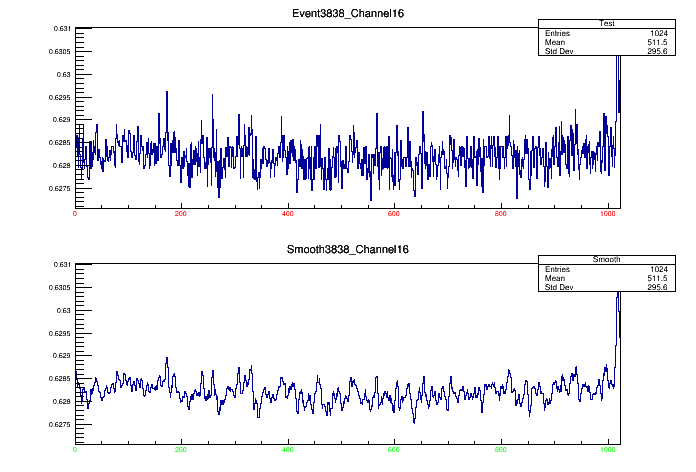 Event3838_Channel16
Test
Entries 1024
Mean 511.5
Std Dev 295.6
0.631
0.6305
0.63
0.6295
0.629
0.6285
0.628
0.6275
0 200 400 600 800 1000
Smooth3838_Channel16
Smooth
Entries 1024
Mean 511.5
Std Dev 295.6
0.631
0.6305
0.63
0.6295
0.629
0.6285
0.628
0.6275
0 200 400 600 800 1000